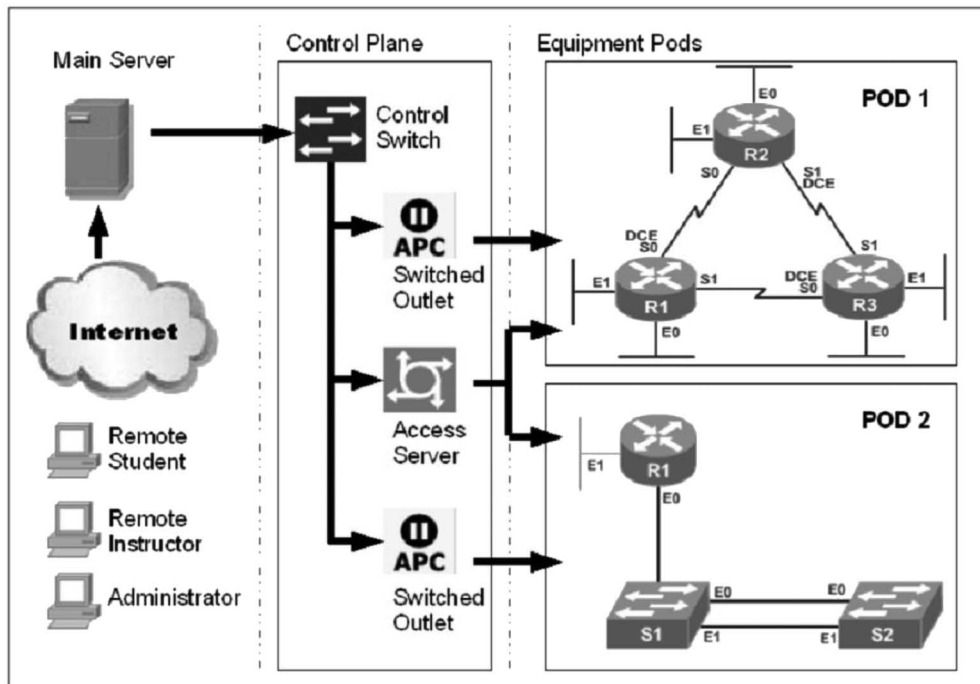 Main Server
Internet
Remote
Student
Remote
Instructor
Administrator
Control Plane
Control
Switch
APC
Switched
Outlet
Access
Server
APC
Switched
Outlet
Equipment Pods
POD 1
E0
E1
R2
S0
S1
DCE
DCE
S0
S1
E1
R1
S1
DCE
S0
E1
R3
E0
E0
POD 2
R1
E1
E0
E0
E0
S1
E1
E1
S2